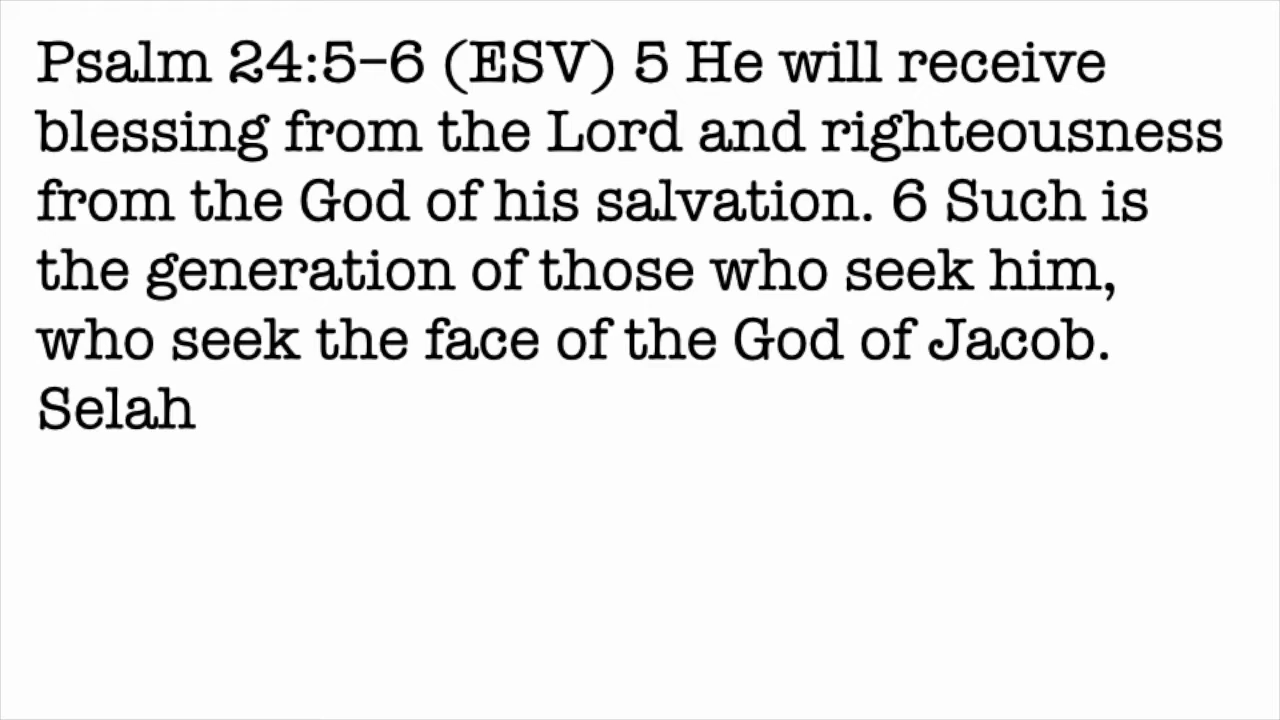 Psalm 24:5–6 (ESV) 5 He will receive
blessing from the Lord and righteousness
from the God of his salvation. 6 Such is
the generation of those who seek him,
who seek the face of the God of Jacob.
Selah